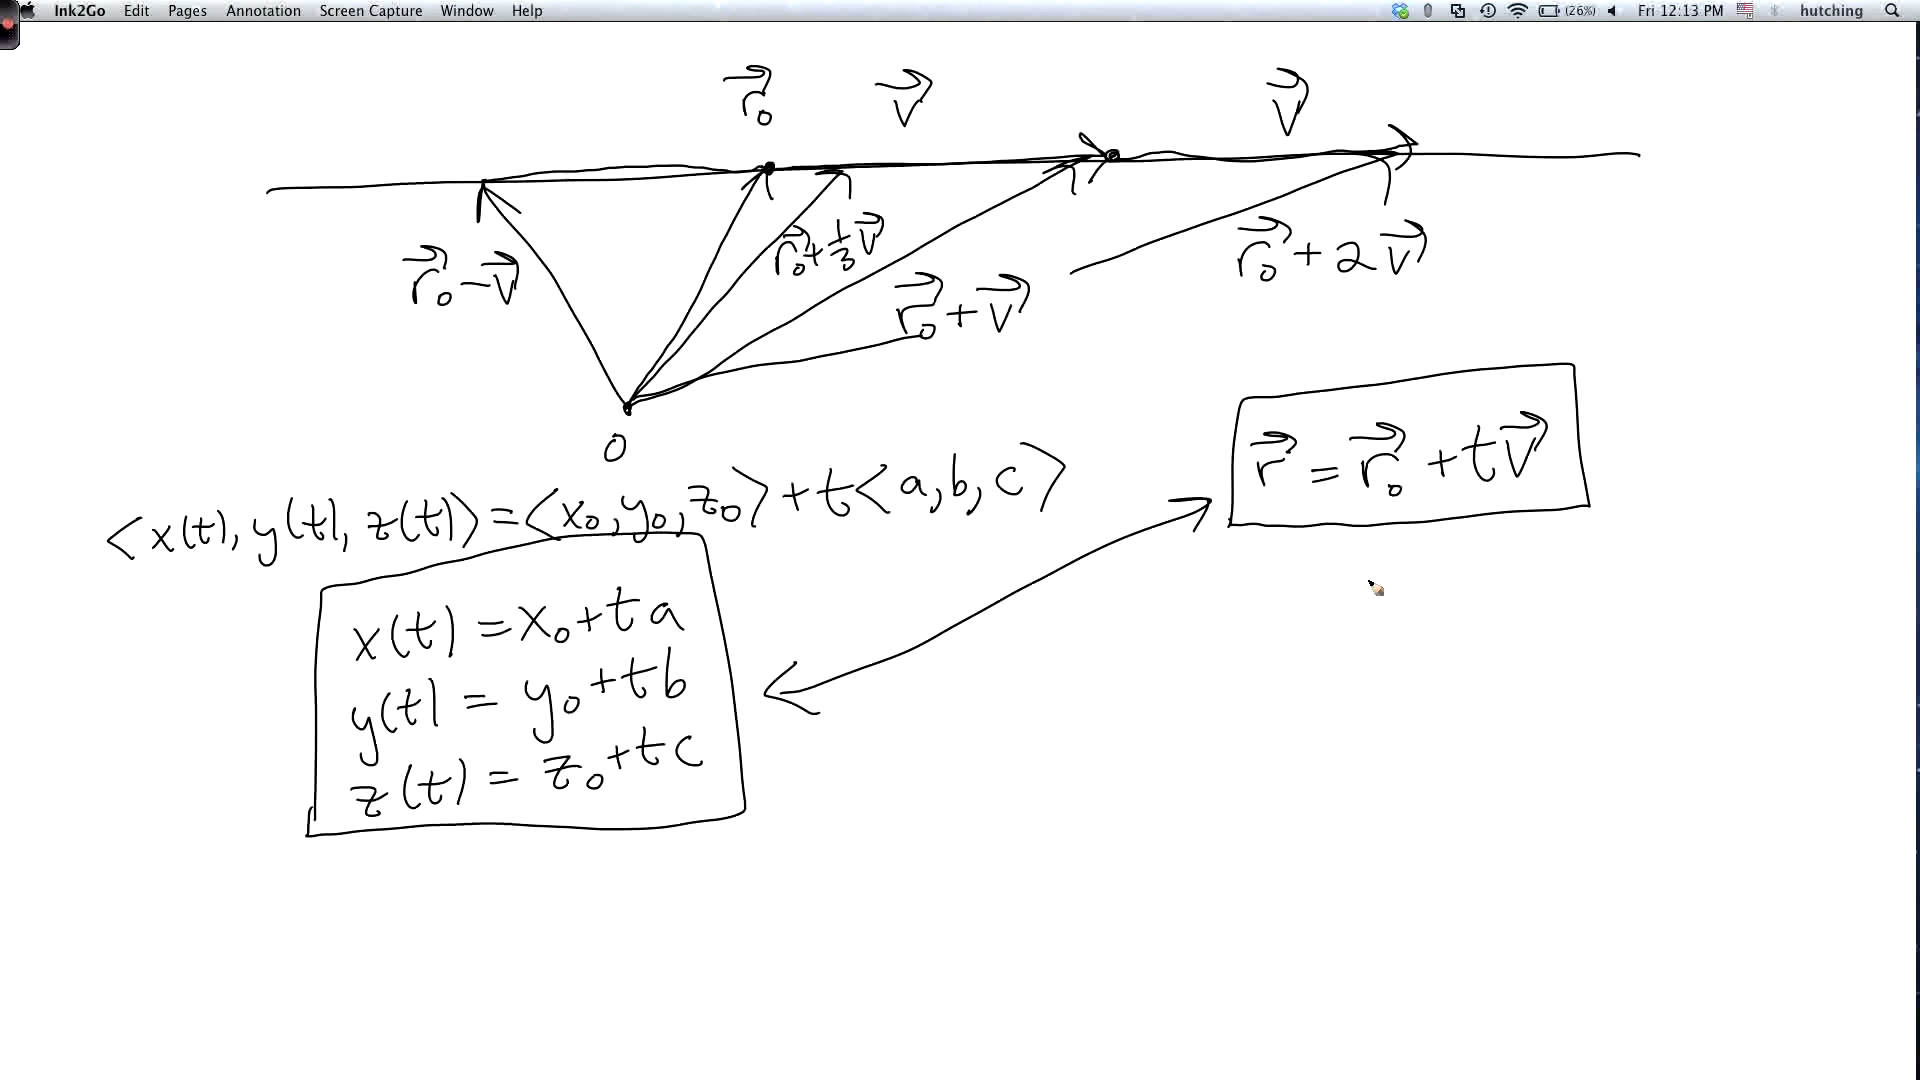 Ink2Go Edit Pages Annotation Screen Capture Window Help (26%) Fri 12:13 PM hutching
r⃗₀ v⃗ v⃗
r⃗₀−v⃗ r⃗₀+⅓v⃗ r⃗₀+v⃗ r⃗₀+2v⃗
0
r⃗ = r⃗₀ + tv⃗
<x(t), y(t), z(t)> = <x₀, y₀, z₀> + t<a, b, c>
x(t) = x₀ + ta
y(t) = y₀ + tb
z(t) = z₀ + tc